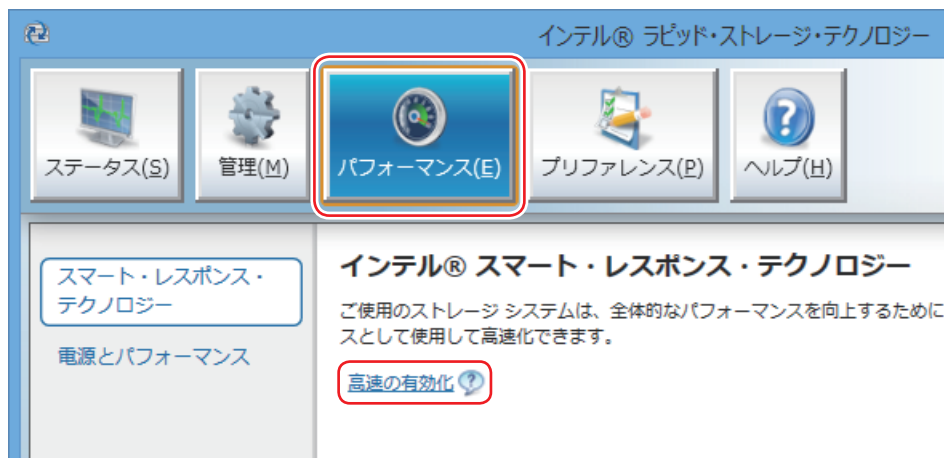 インテル® ラピッド・ストレージ・テクノロジー
ステータス(S)
管理(M)
パフォーマンス(E)
プリファレンス(P)
ヘルプ(H)
スマート・レスポンス・
テクノロジー
電源とパフォーマンス
インテル® スマート・レスポンス・テクノロジー
ご使用のストレージ システムは、全体的なパフォーマンスを向上するために
スとして使用して高速化できます。
高速の有効化